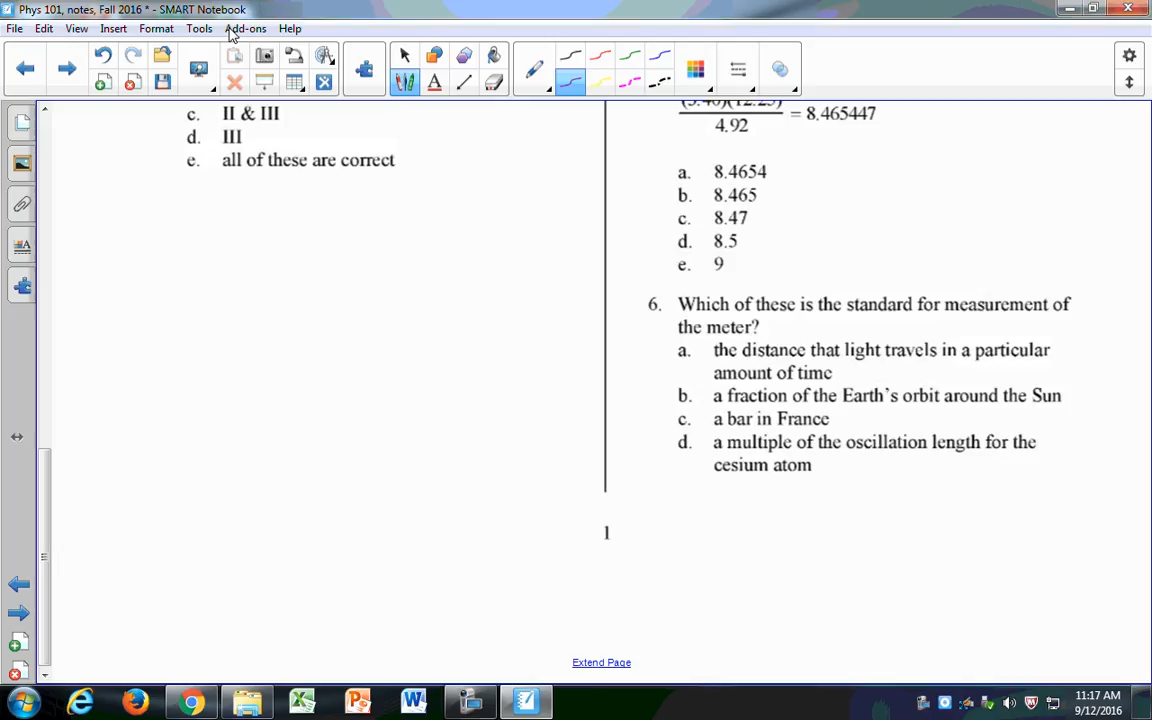 Phys 101, notes, Fall 2016 * - SMART Notebook
File Edit View Insert Format Tools Add-ons Help
c. II & III
d. III
e. all of these are correct
(3.40)(12.25)
4.92
= 8.465447
a. 8.4654
b. 8.465
c. 8.47
d. 8.5
e. 9
6. Which of these is the standard for measurement of
the meter?
a. the distance that light travels in a particular
amount of time
b. a fraction of the Earth's orbit around the Sun
c. a bar in France
d. a multiple of the oscillation length for the
cesium atom
1
Extend Page
11:17 AM
9/12/2016